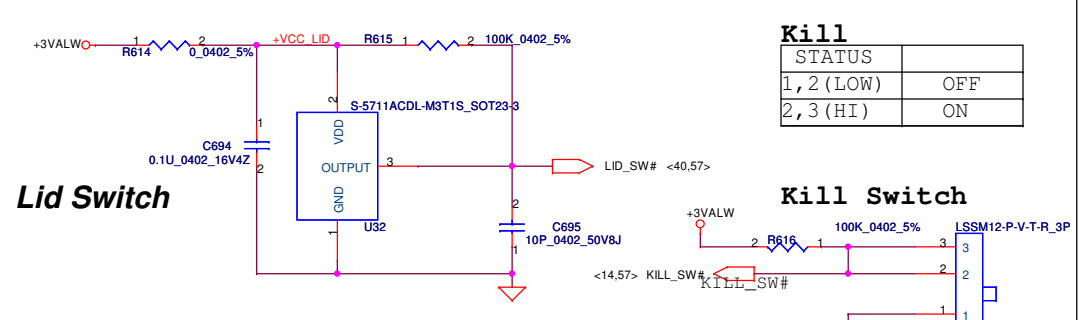 +3VALW
R614
1
2
0_0402_5%
+VCC_LID
R615
1
2
100K_0402_5%
S-5711ACDL-M3T1S_SOT23-3
2
VDD
OUTPUT
3
GND
1
U32
1
C694
0.1U_0402_16V4Z
2
LID_SW# <40,57>
2
C695
10P_0402_50V8J
1
Lid Switch
Kill
STATUS
1,2(LOW) OFF
2,3(HI) ON
Kill Switch
+3VALW
2
R616
1
100K_0402_5%
LSSM12-P-V-T-R_3P
3
3
<14,57> KILL_SW#
KILL_SW#
2
2
1
1